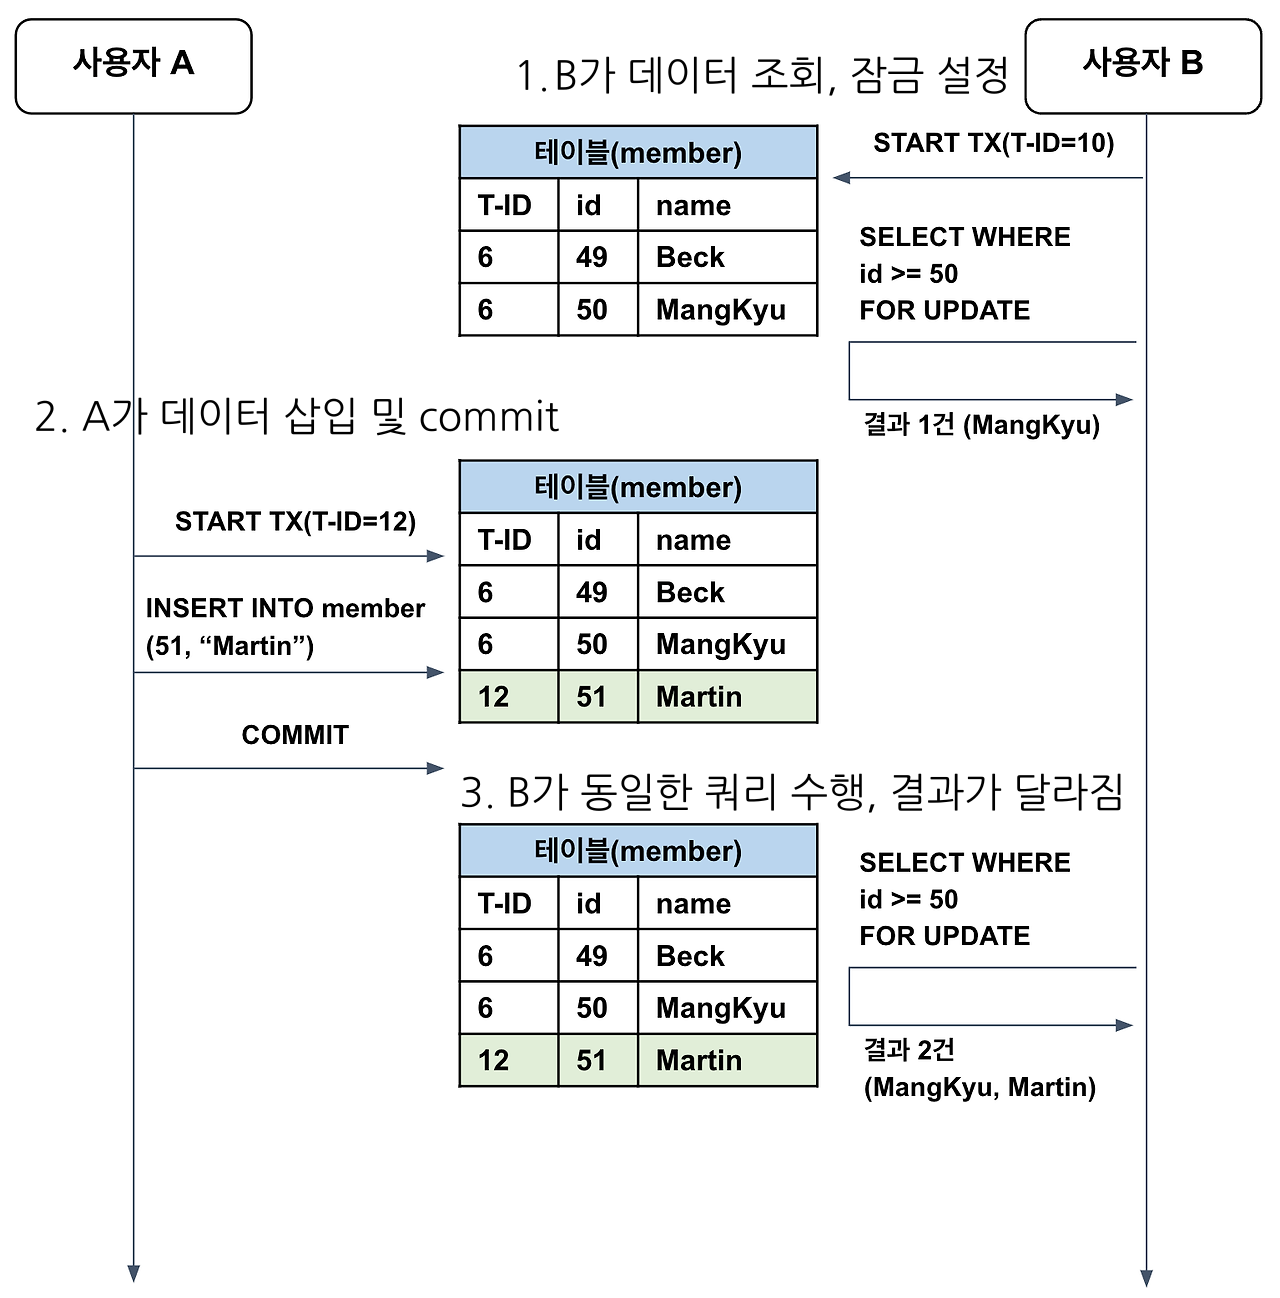 사용자 A
사용자 B
1.B가 데이터 조회, 잠금 설정
START TX(T-ID=10)
테이블(member)
T-ID id name
6 49 Beck
6 50 MangKyu
SELECT WHERE
id >= 50
FOR UPDATE
결과 1건 (MangKyu)
2. A가 데이터 삽입 및 commit
START TX(T-ID=12)
INSERT INTO member
(51, “Martin”)
COMMIT
테이블(member)
T-ID id name
6 49 Beck
6 50 MangKyu
12 51 Martin
3. B가 동일한 쿼리 수행, 결과가 달라짐
테이블(member)
T-ID id name
6 49 Beck
6 50 MangKyu
12 51 Martin
SELECT WHERE
id >= 50
FOR UPDATE
결과 2건
(MangKyu, Martin)